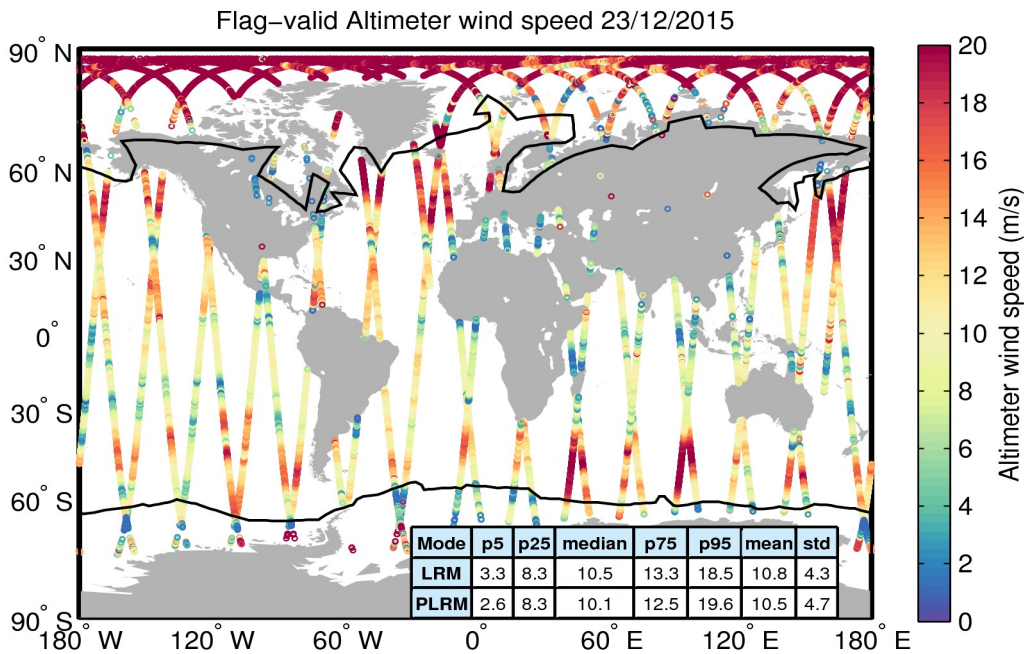 Flag−valid Altimeter wind speed 23/12/2015
90° N
60° N
30° N
0°
30° S
60° S
90° S
180° W
120° W
60° W
0°
60° E
120° E
180° E
Mode p5 p25 median p75 p95 mean std
LRM 3.3 8.3 10.5 13.3 18.5 10.8 4.3
PLRM 2.6 8.3 10.1 12.5 19.6 10.5 4.7
20
18
16
14
12
10
8
6
4
2
0
Altimeter wind speed (m/s)